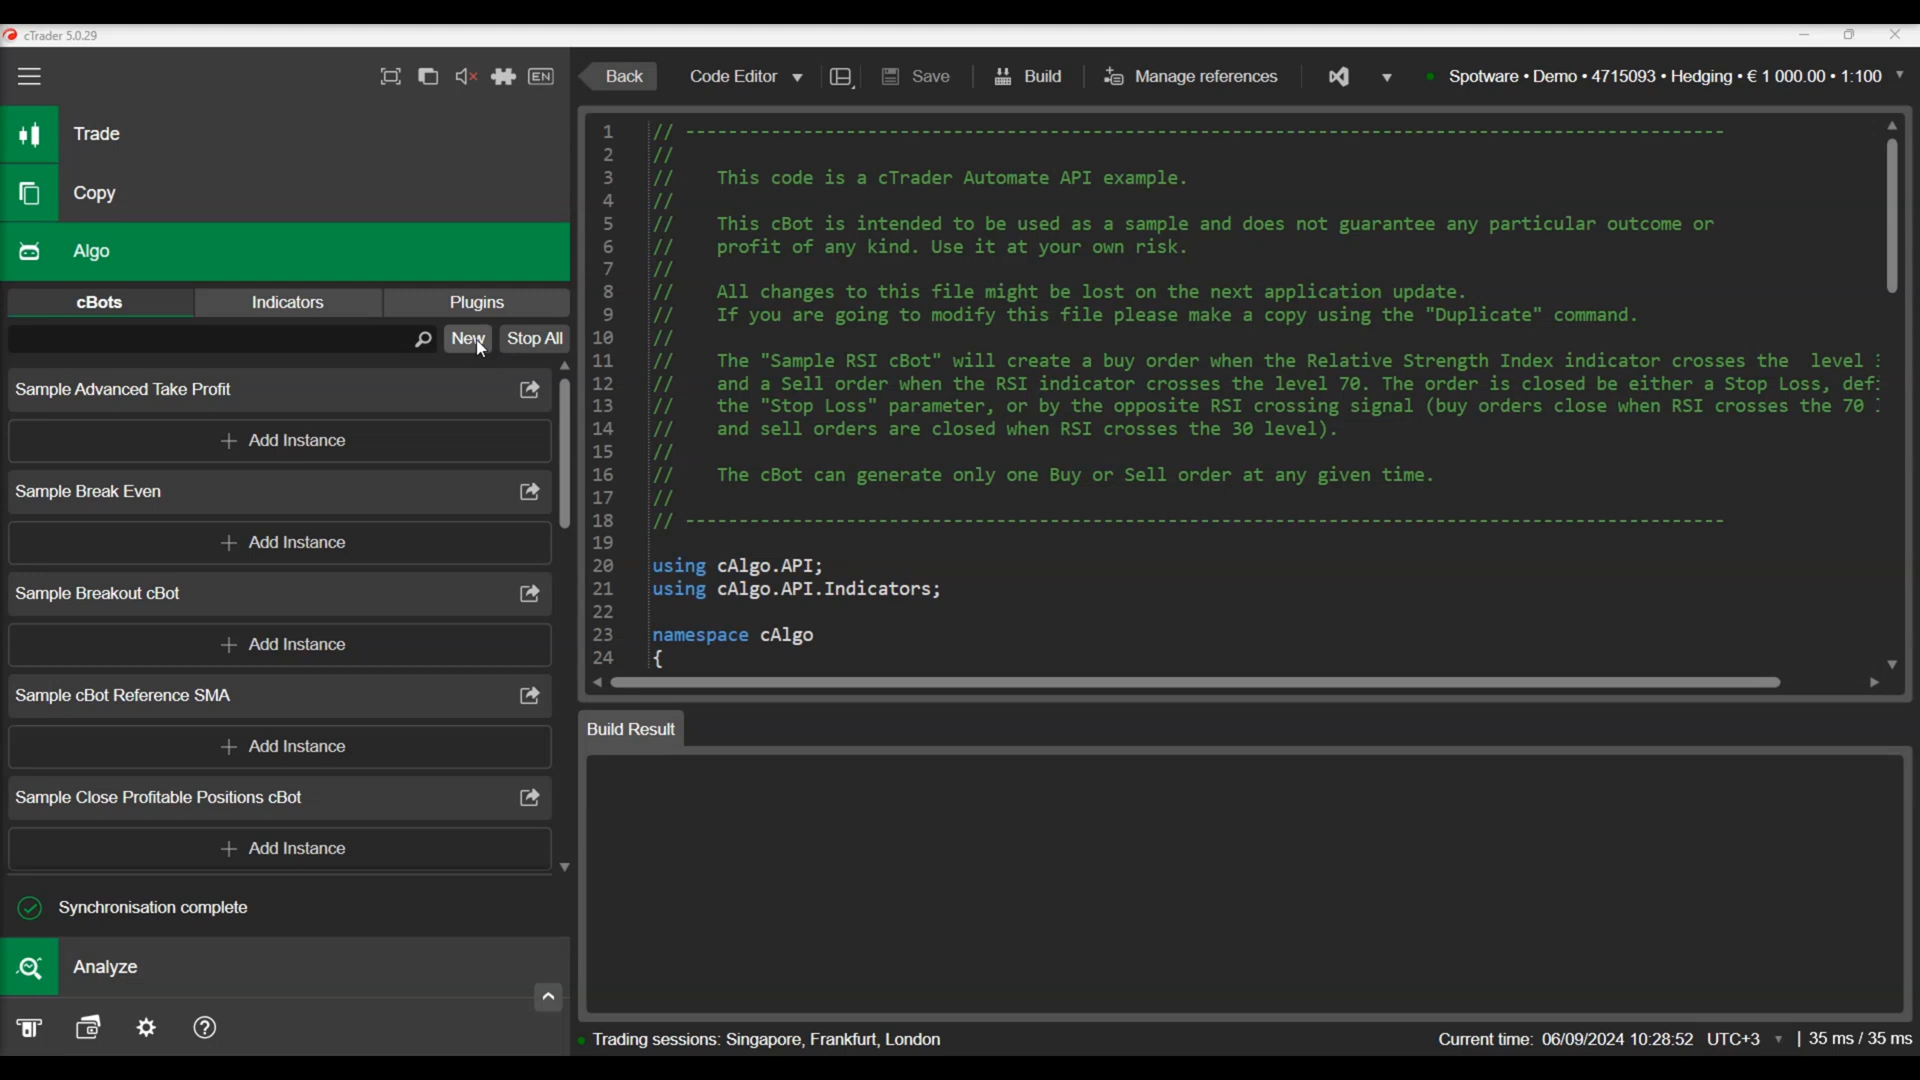 cTrader 5.0.29
EN
Back
Code Editor
Save
Build
Manage references
Spotware • Demo • 4715093 • Hedging • € 1 000.00 • 1:100
Trade
Copy
Algo
cBots
Indicators
Plugins
New
Stop All
Sample Advanced Take Profit
Add Instance
Sample Break Even
Add Instance
Sample Breakout cBot
Add Instance
Sample cBot Reference SMA
Add Instance
Sample Close Profitable Positions cBot
Add Instance
Synchronisation complete
Analyze
1 // -------------------------------------------------------------------------------------------------
2 //
3 // This code is a cTrader Automate API example.
4 //
5 // This cBot is intended to be used as a sample and does not guarantee any particular outcome or
6 // profit of any kind. Use it at your own risk.
7 //
8 // All changes to this file might be lost on the next application update.
9 // If you are going to modify this file please make a copy using the "Duplicate" command.
10 //
11 // The "Sample RSI cBot" will create a buy order when the Relative Strength Index indicator crosses the level
12 // and a Sell order when the RSI indicator crosses the level 70. The order is closed be either a Stop Loss, def
13 // the "Stop Loss" parameter, or by the opposite RSI crossing signal (buy orders close when RSI crosses the 70
14 // and sell orders are closed when RSI crosses the 30 level).
15 //
16 // The cBot can generate only one Buy or Sell order at any given time.
17 //
18 // -------------------------------------------------------------------------------------------------
19
20 using cAlgo.API;
21 using cAlgo.API.Indicators;
22
23 namespace cAlgo
24 {
Build Result
Trading sessions: Singapore, Frankfurt, London
Current time: 06/09/2024 10:28:52 UTC+3 | 35 ms / 35 ms